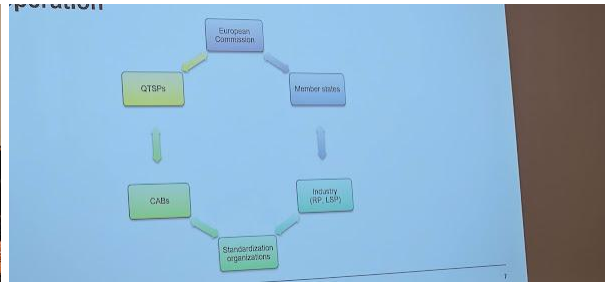 European
Commission
QTSPs
Member states
CABs
Industry
(RP, LSP)
Standardization
organizations